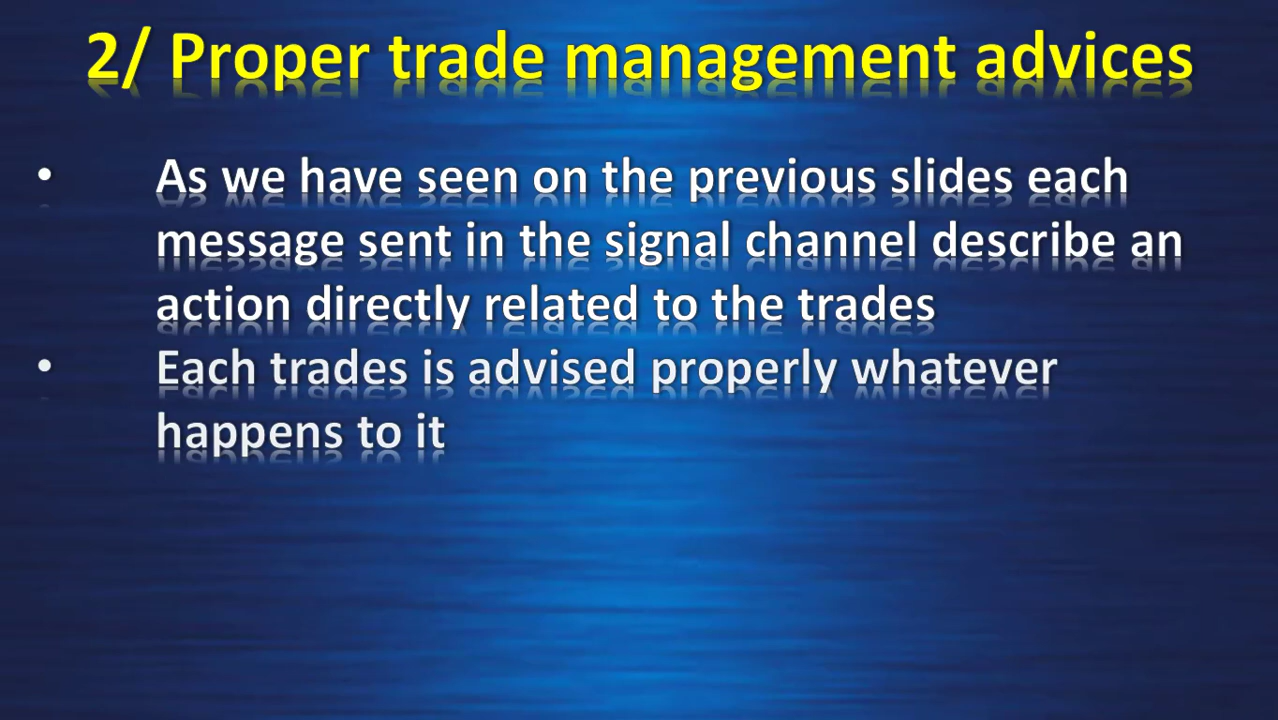 2/ Proper trade management advices
• As we have seen on the previous slides each
message sent in the signal channel describe an
action directly related to the trades
• Each trades is advised properly whatever
happens to it